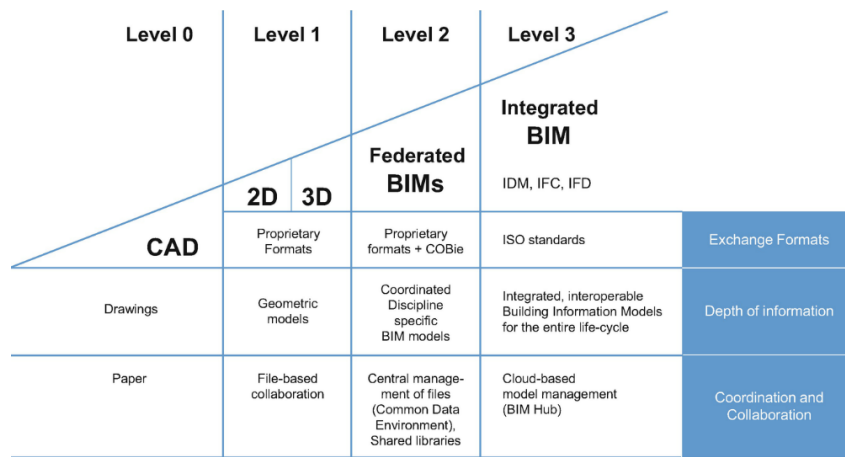 Level 0
Level 1
Level 2
Level 3
Integrated
BIM
Federated
BIMs
IDM, IFC, IFD
2D
3D
CAD
Proprietary
Formats
Proprietary
formats + COBie
ISO standards
Exchange Formats
Drawings
Geometric
models
Coordinated
Discipline
specific
BIM models
Integrated, interoperable
Building Information Models
for the entire life-cycle
Depth of information
Paper
File-based
collaboration
Central manage-
ment of files
(Common Data
Environment),
Shared libraries
Cloud-based
model management
(BIM Hub)
Coordination and
Collaboration